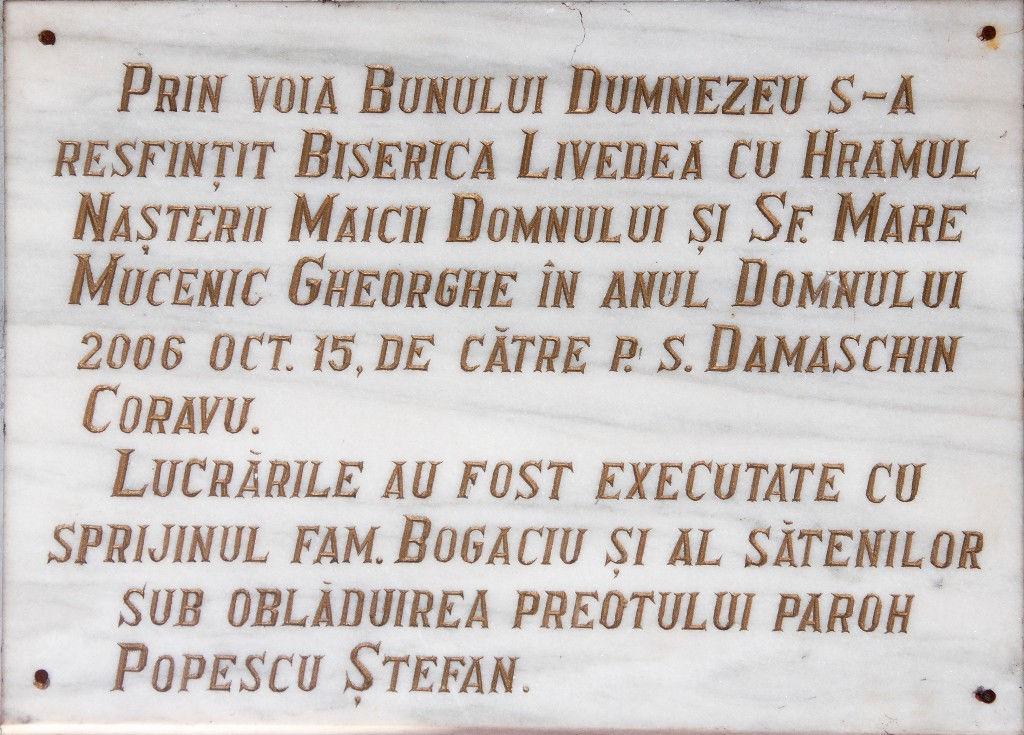 PRIN VOIA BUNULUI DUMNEZEU S-A
RESFINȚIT BISERICA LIVEDEA CU HRAMUL
NAȘTERII MAICII DOMNULUI ȘI SF. MARE
MUCENIC GHEORGHE ÎN ANUL DOMNULUI
2006 OCT. 15, DE CĂTRE P. S. DAMASCHIN
CORAVU.
LUCRĂRILE AU FOST EXECUTATE CU
SPRIJINUL FAM. BOGACIU ȘI AL SĂTENILOR
SUB OBLĂDUIREA PREOTULUI PAROH
POPESCU ȘTEFAN.